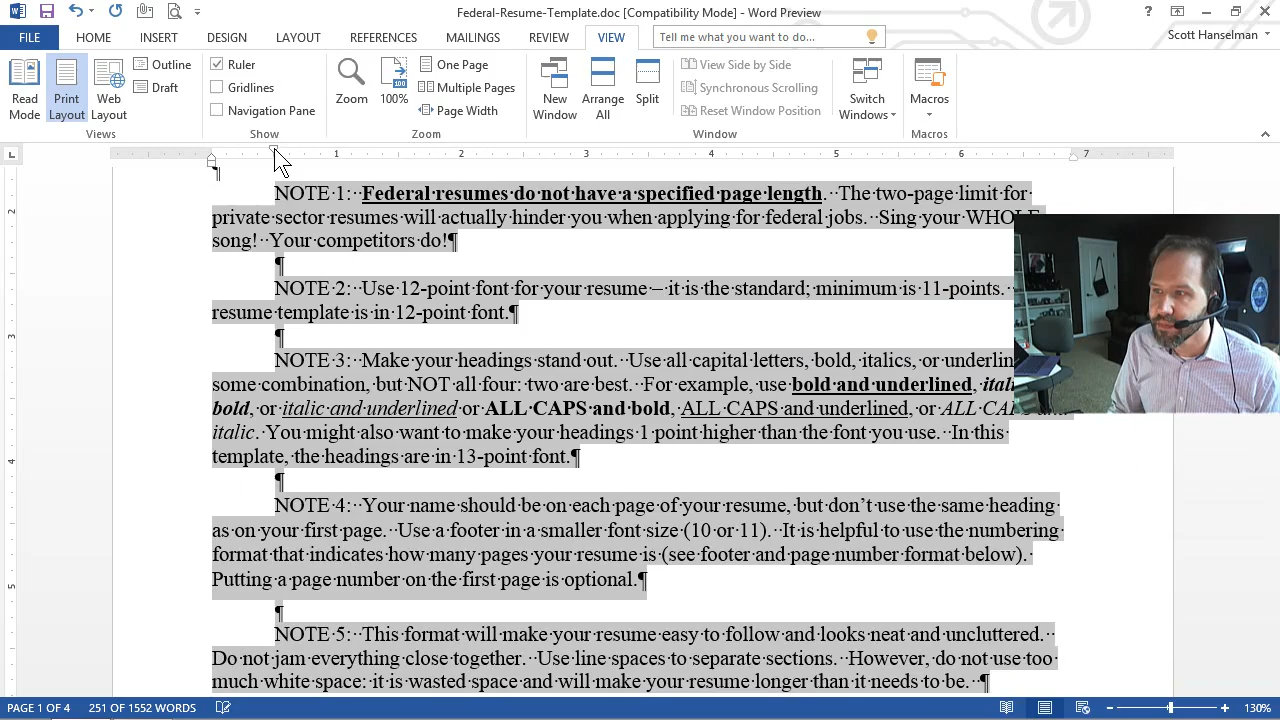 Federal-Resume-Template.doc [Compatibility Mode] - Word Preview
FILE HOME INSERT DESIGN LAYOUT REFERENCES MAILINGS REVIEW VIEW Tell me what you want to do... Scott Hanselman
Read Mode
Print Layout
Web Layout
Outline
Draft
Views
Ruler
Gridlines
Navigation Pane
Show
Zoom
100%
One Page
Multiple Pages
Page Width
Zoom
New Window
Arrange All
Split
View Side by Side
Synchronous Scrolling
Reset Window Position
Switch Windows
Window
Macros
Macros
1 2 3 4 5 6 7
¶
NOTE·1:··Federal·resumes·do·not·have·a·specified·page·length.··The·two-page·limit·for·
private·sector·resumes·will·actually·hinder·you·when·applying·for·federal·jobs.··Sing·your·WHOLE·
song!··Your·competitors·do!¶
¶
NOTE·2:··Use·12-point·font·for·your·resume·–·it·is·the·standard;·minimum·is·11-points.··
resume·template·is·in·12-point·font.¶
¶
NOTE·3:··Make·your·headings·stand·out.··Use·all·capital·letters,·bold,·italics,·or·
some·combination,·but·NOT·all·four:·two·are·best.··For·example,·use·bold·and·underlined,·
bold,·or·italic·and·underlined·or·ALL·CAPS·and·bold,·ALL·CAPS·and·underlined,·or·ALL·
italic.··You·might·also·want·to·make·your·headings·1·point·higher·than·the·font·you·use.··In·this·
template,·the·headings·are·in·13-point·font.¶
¶
NOTE·4:··Your·name·should·be·on·each·page·of·your·resume,·but·don’t·use·the·same·heading·
as·on·your·first·page.··Use·a·footer·in·a·smaller·font·size·(10·or·11).··It·is·helpful·to·use·the·numbering·
format·that·indicates·how·many·pages·your·resume·is·(see·footer·and·page·number·format·below).··
Putting·a·page·number·on·the·first·page·is·optional.¶
¶
NOTE·5:··This·format·will·make·your·resume·easy·to·follow·and·looks·neat·and·uncluttered.··
Do·not·jam·everything·close·together.··Use·line·spaces·to·separate·sections.··However,·do·not·use·too·
much·white·space:·it·is·wasted·space·and·will·make·your·resume·longer·than·it·needs·to·be.··¶
2
3
4
5
PAGE 1 OF 4 251 OF 1552 WORDS 130%